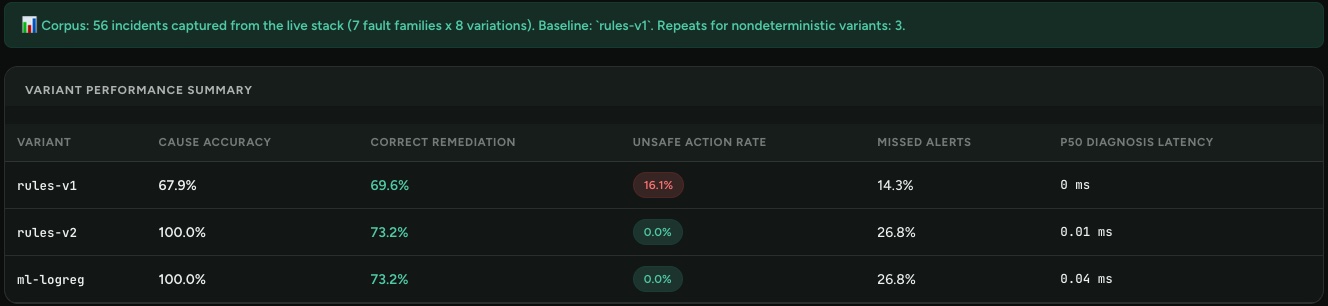 📊 Corpus: 56 incidents captured from the live stack (7 fault families x 8 variations). Baseline: `rules-v1`. Repeats for nondeterministic variants: 3.
VARIANT PERFORMANCE SUMMARY
VARIANT CAUSE ACCURACY CORRECT REMEDIATION UNSAFE ACTION RATE MISSED ALERTS P50 DIAGNOSIS LATENCY
rules-v1 67.9% 69.6% 16.1% 14.3% 0 ms
rules-v2 100.0% 73.2% 0.0% 26.8% 0.01 ms
ml-logreg 100.0% 73.2% 0.0% 26.8% 0.04 ms